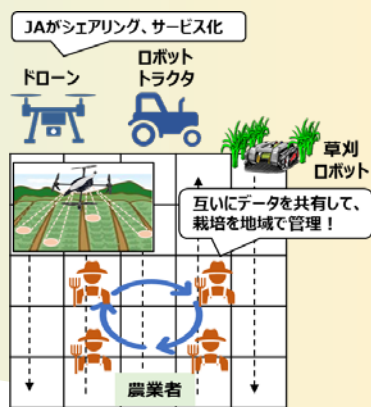 JAがシェアリング、サービス化
ドローン
ロボット
トラクタ
草刈
ロボット
互いにデータを共有して、
栽培を地域で管理！
農業者